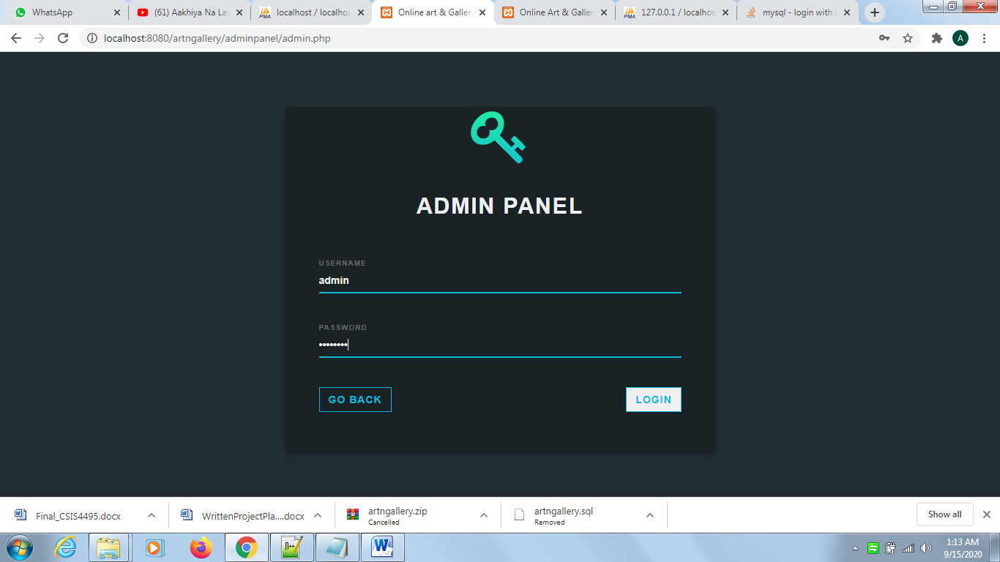 WhatsApp
(61) Aakhiya Na Lav
localhost / localhos
Online art & Gallery
Online Art & Galler
127.0.0.1 / localhos
mysql - login with
localhost:8080/artngallery/adminpanel/admin.php
A
ADMIN PANEL
USERNAME
admin
PASSWORD
••••••••
GO BACK
LOGIN
Final_CSIS4495.docx
WrittenProjectPla....docx
artngallery.zip
Cancelled
artngallery.sql
Removed
Show all
1:13 AM
9/15/2020